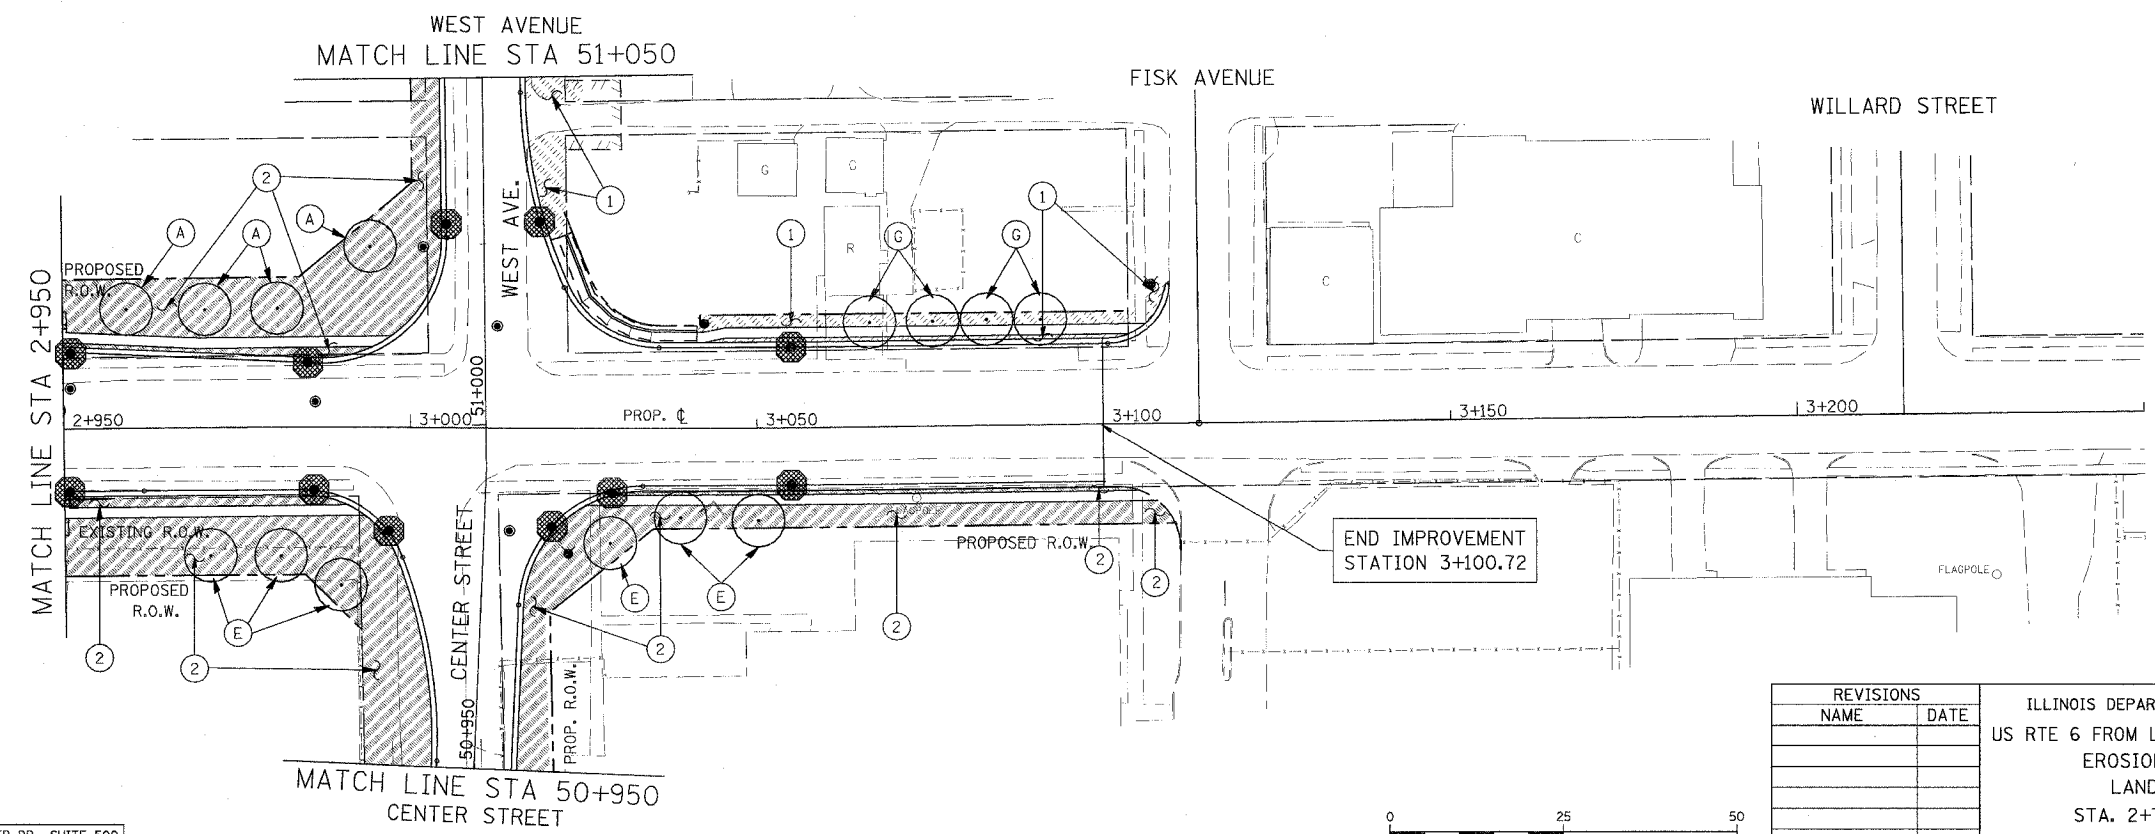 WEST AVENUE
MATCH LINE STA 51+050
FISK AVENUE
WILLARD STREET
2
1
A
A
A
1
1
G
G
G
G
R
C
C
WEST AVE.
PROPOSED
R.O.W.
MATCH LINE STA 2+950
2+950
3+000
51+000
PROP. ℄
3+050
3+100
3+150
3+200
EXISTING R.O.W.
PROPOSED
R.O.W.
CENTER STREET
PROPOSED R.O.W.
END IMPROVEMENT
STATION 3+100.72
FLAGPOLE
2
2
E
E
E
2
2
2
2
50+950
PROP. R.O.W.
MATCH LINE STA 50+950
CENTER STREET
0 25 50
REVISIONS
NAME DATE
ILLINOIS DEPAR
US RTE 6 FROM L
EROSIO
LAND
STA. 2+
SUITE 500